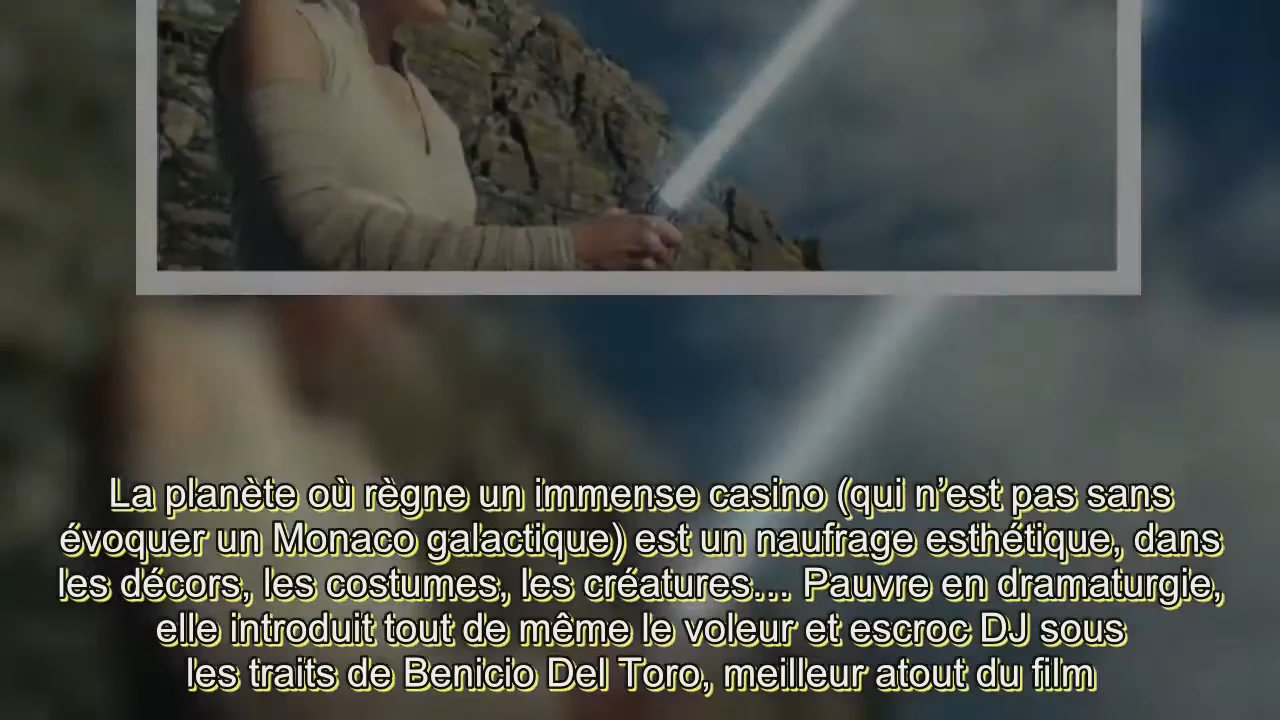 La planète où règne un immense casino (qui n’est pas sans
évoquer un Monaco galactique) est un naufrage esthétique, dans
les décors, les costumes, les créatures… Pauvre en dramaturgie,
elle introduit tout de même le voleur et escroc DJ sous
les traits de Benicio Del Toro, meilleur atout du film